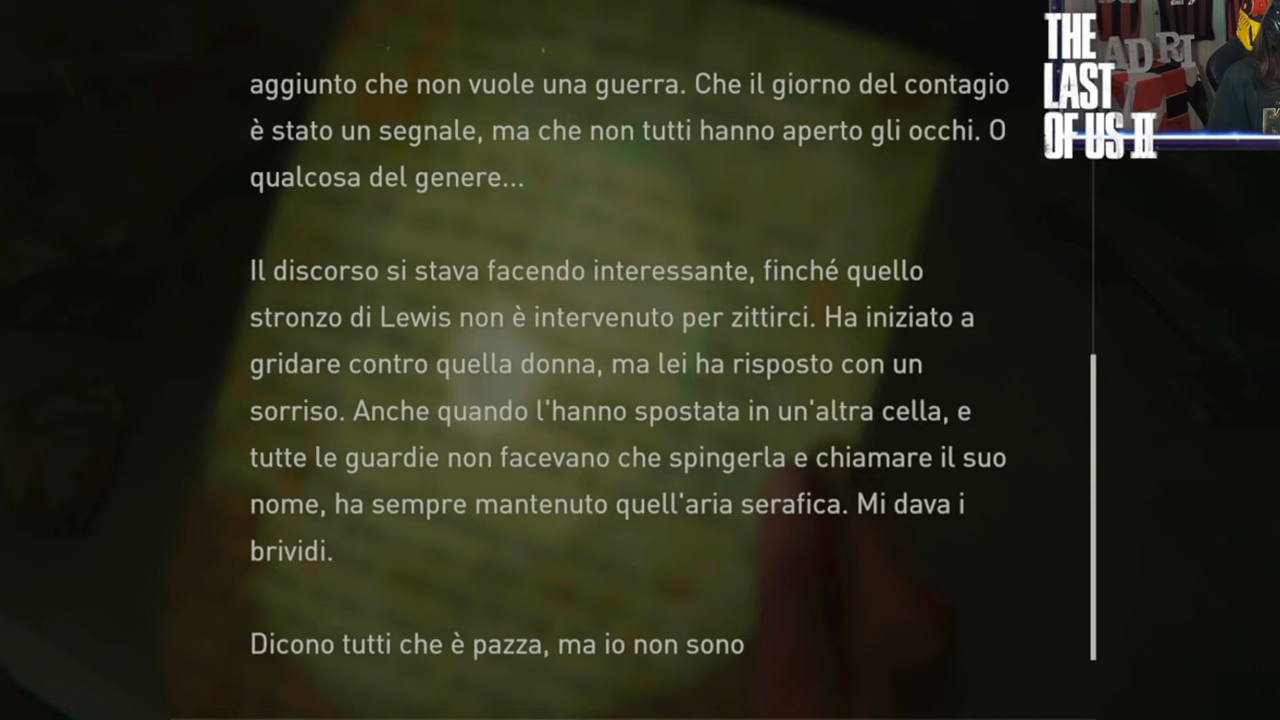 aggiunto che non vuole una guerra. Che il giorno del contagio
è stato un segnale, ma che non tutti hanno aperto gli occhi. O
qualcosa del genere...
Il discorso si stava facendo interessante, finché quello
stronzo di Lewis non è intervenuto per zittirci. Ha iniziato a
gridare contro quella donna, ma lei ha risposto con un
sorriso. Anche quando l'hanno spostata in un'altra cella, e
tutte le guardie non facevano che spingerla e chiamare il suo
nome, ha sempre mantenuto quell'aria serafica. Mi dava i
brividi.
Dicono tutti che è pazza, ma io non sono
THE
LAST
OF US II
ADRI